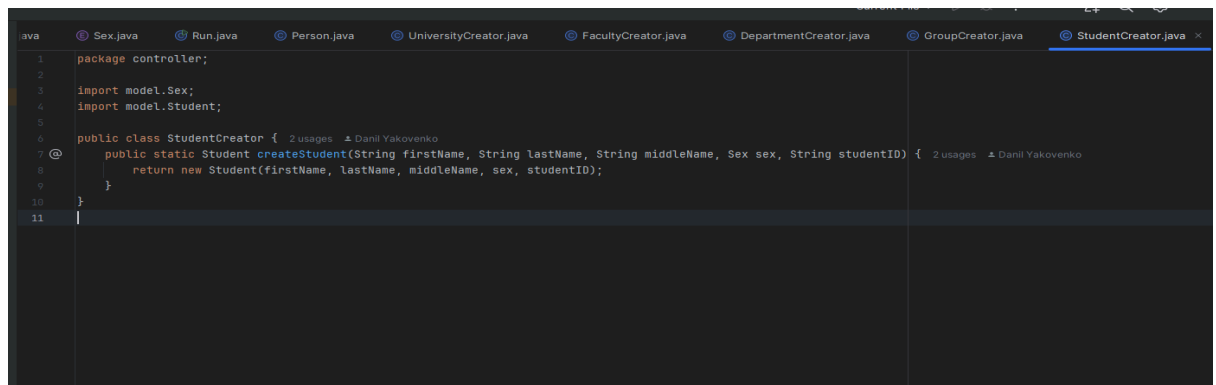 Sex.java Run.java Person.java UniversityCreator.java FacultyCreator.java DepartmentCreator.java GroupCreator.java StudentCreator.java ×
1 package controller;
2
3 import model.Sex;
4 import model.Student;
5
6 public class StudentCreator { 2 usages Danil Yakovenko
7 @ public static Student createStudent(String firstName, String lastName, String middleName, Sex sex, String studentID) { 2 usages Danil Yakovenko
8 return new Student(firstName, lastName, middleName, sex, studentID);
9 }
10 }
11